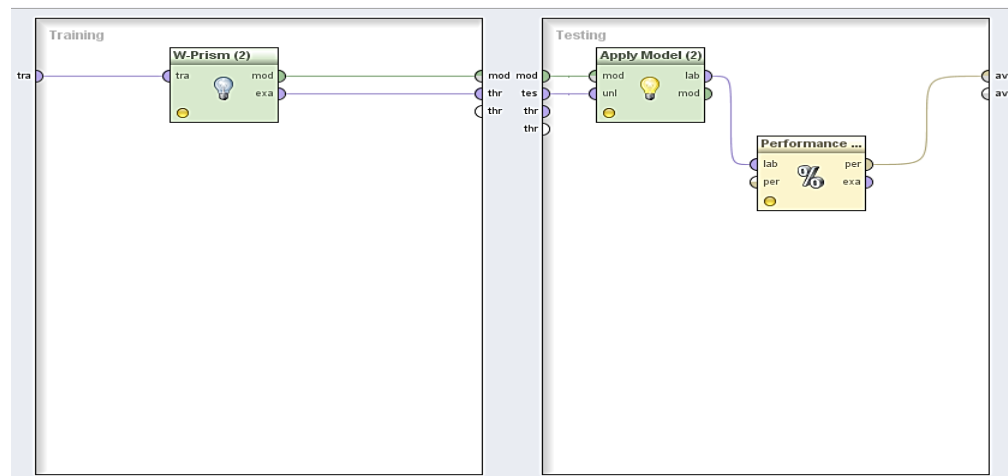 Training
W-Prism (2)
tra
tra
mod
exa
mod
thr
thr
Testing
Apply Model (2)
mod
tes
thr
thr
mod
unl
lab
mod
Performance ...
lab
per
per
exa
av
av